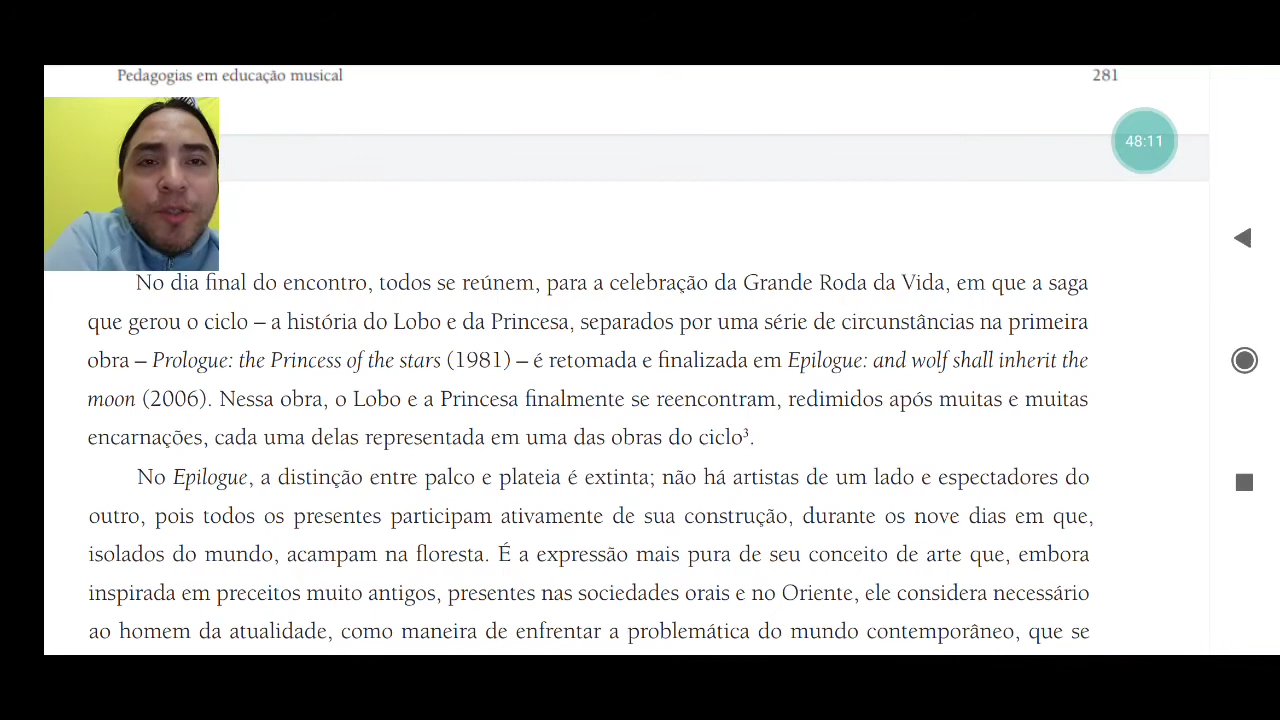 Pedagogias em educação musical 281
48:11
No dia final do encontro, todos se reúnem, para a celebração da Grande Roda da Vida, em que a saga
que gerou o ciclo – a história do Lobo e da Princesa, separados por uma série de circunstâncias na primeira
obra – Prologue: the Princess of the stars (1981) – é retomada e finalizada em Epilogue: and wolf shall inherit the
moon (2006). Nessa obra, o Lobo e a Princesa finalmente se reencontram, redimidos após muitas e muitas
encarnações, cada uma delas representada em uma das obras do ciclo³.
No Epilogue, a distinção entre palco e plateia é extinta; não há artistas de um lado e espectadores do
outro, pois todos os presentes participam ativamente de sua construção, durante os nove dias em que,
isolados do mundo, acampam na floresta. É a expressão mais pura de seu conceito de arte que, embora
inspirada em preceitos muito antigos, presentes nas sociedades orais e no Oriente, ele considera necessário
ao homem da atualidade, como maneira de enfrentar a problemática do mundo contemporâneo, que se